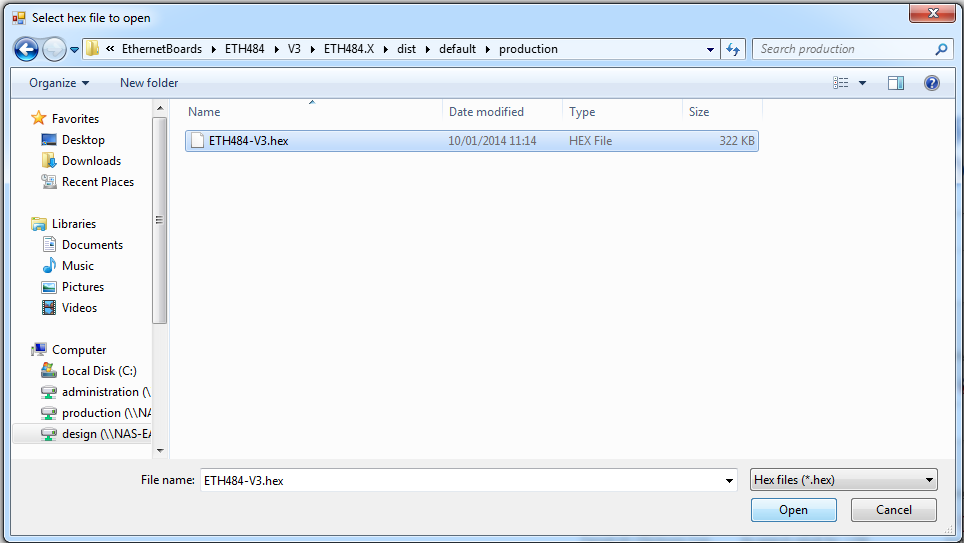 Select hex file to open
« EthernetBoards ETH484 V3 ETH484.X dist default production
Search production
Organize New folder
Name Date modified Type Size
ETH484-V3.hex 10/01/2014 11:14 HEX File 322 KB
Favorites
Desktop
Downloads
Recent Places
Libraries
Documents
Music
Pictures
Videos
Computer
Local Disk (C:)
administration (\
production (\\NA
design (\\NAS-EA
File name: ETH484-V3.hex Hex files (*.hex)
Open Cancel